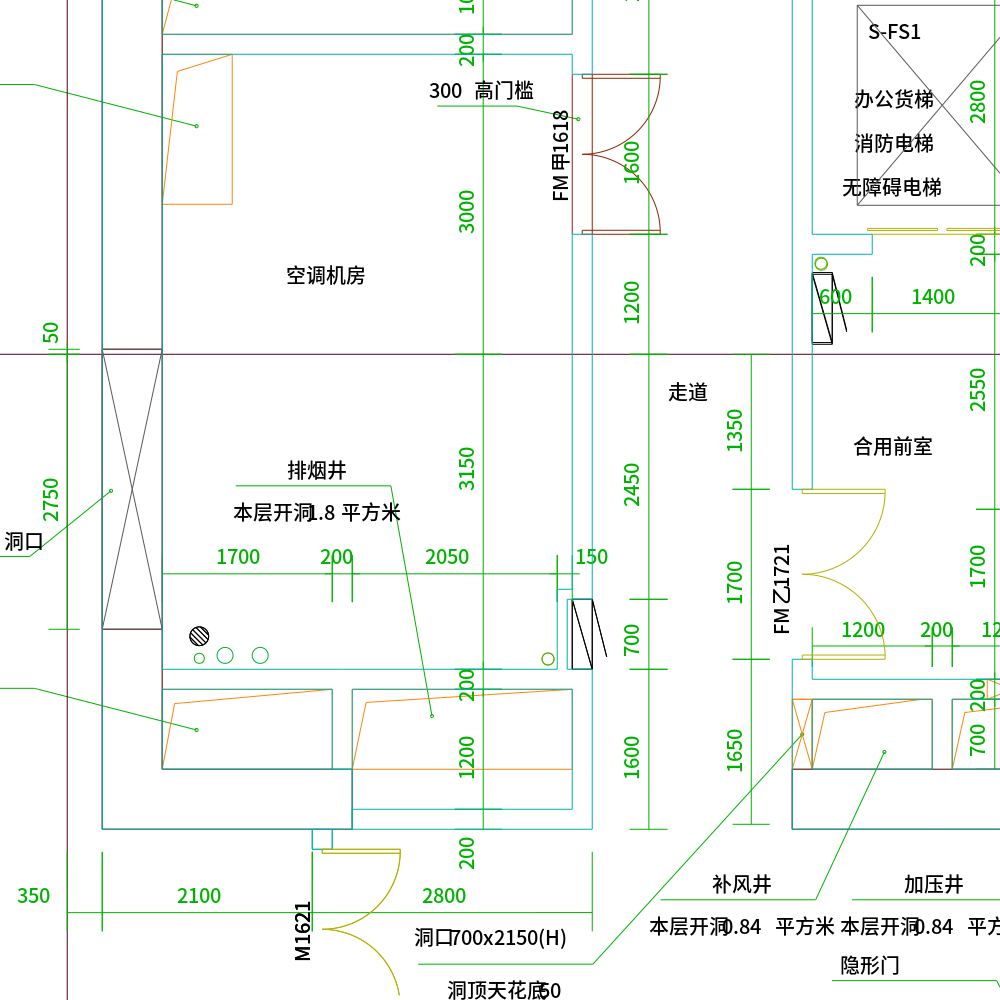 S-FS1
办公货梯
消防电梯
无障碍电梯
2800
10
200
300 高门槛
FM甲1618
1600
3000
空调机房
1200
200
600
1400
50
走道
2550
1350
合用前室
排烟井
3150
2450
2750
本层开洞1.8 平方米
洞口
1700
200
2050
150
FM乙1721
1700
1700
700
1200
200
12
200
200
1200
1600
1650
700
200
补风井
加压井
350
2100
2800
M1621
本层开洞0.84 平方米
本层开洞0.84 平方
洞口700x2150(H)
隐形门
洞顶天花底50